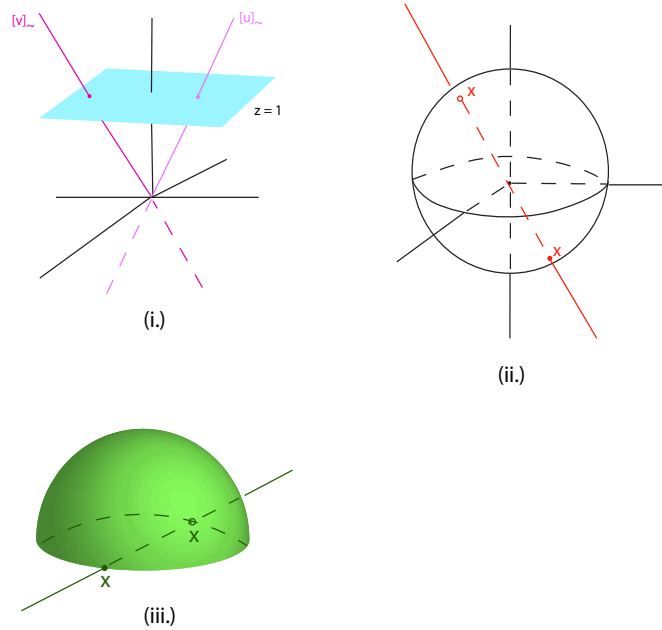 [v]~
[u]~
z = 1
(i.)
x
x
(ii.)
x
x
(iii.)